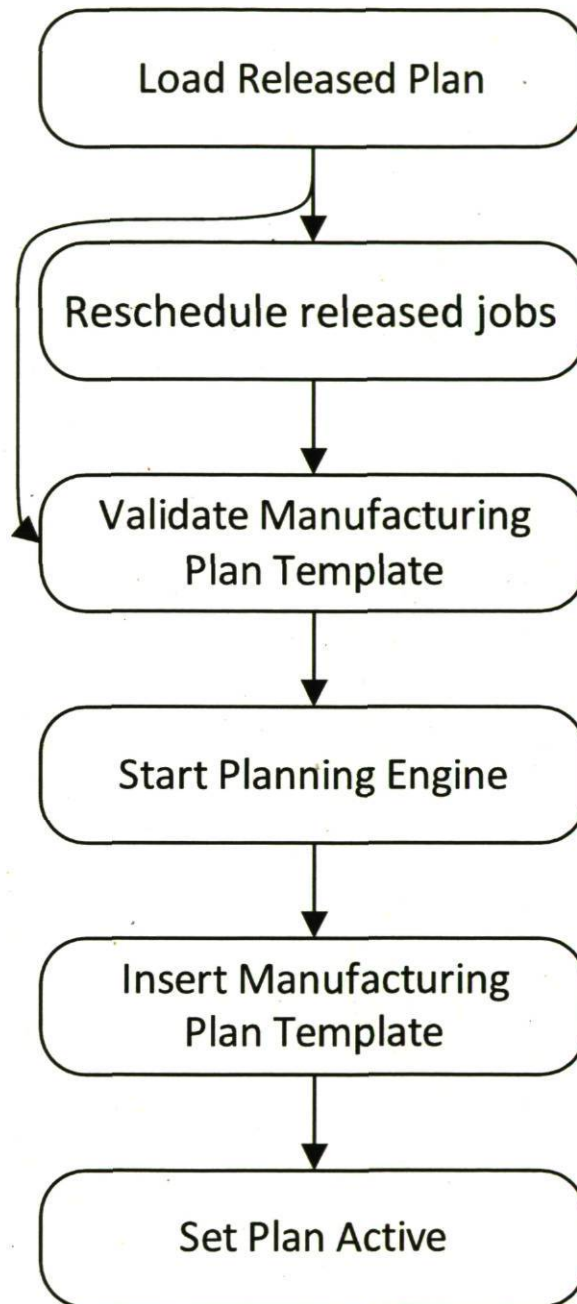 Load Released Plan
Reschedule released jobs
Validate Manufacturing
Plan Template
Start Planning Engine
Insert Manufacturing
Plan Template
Set Plan Active